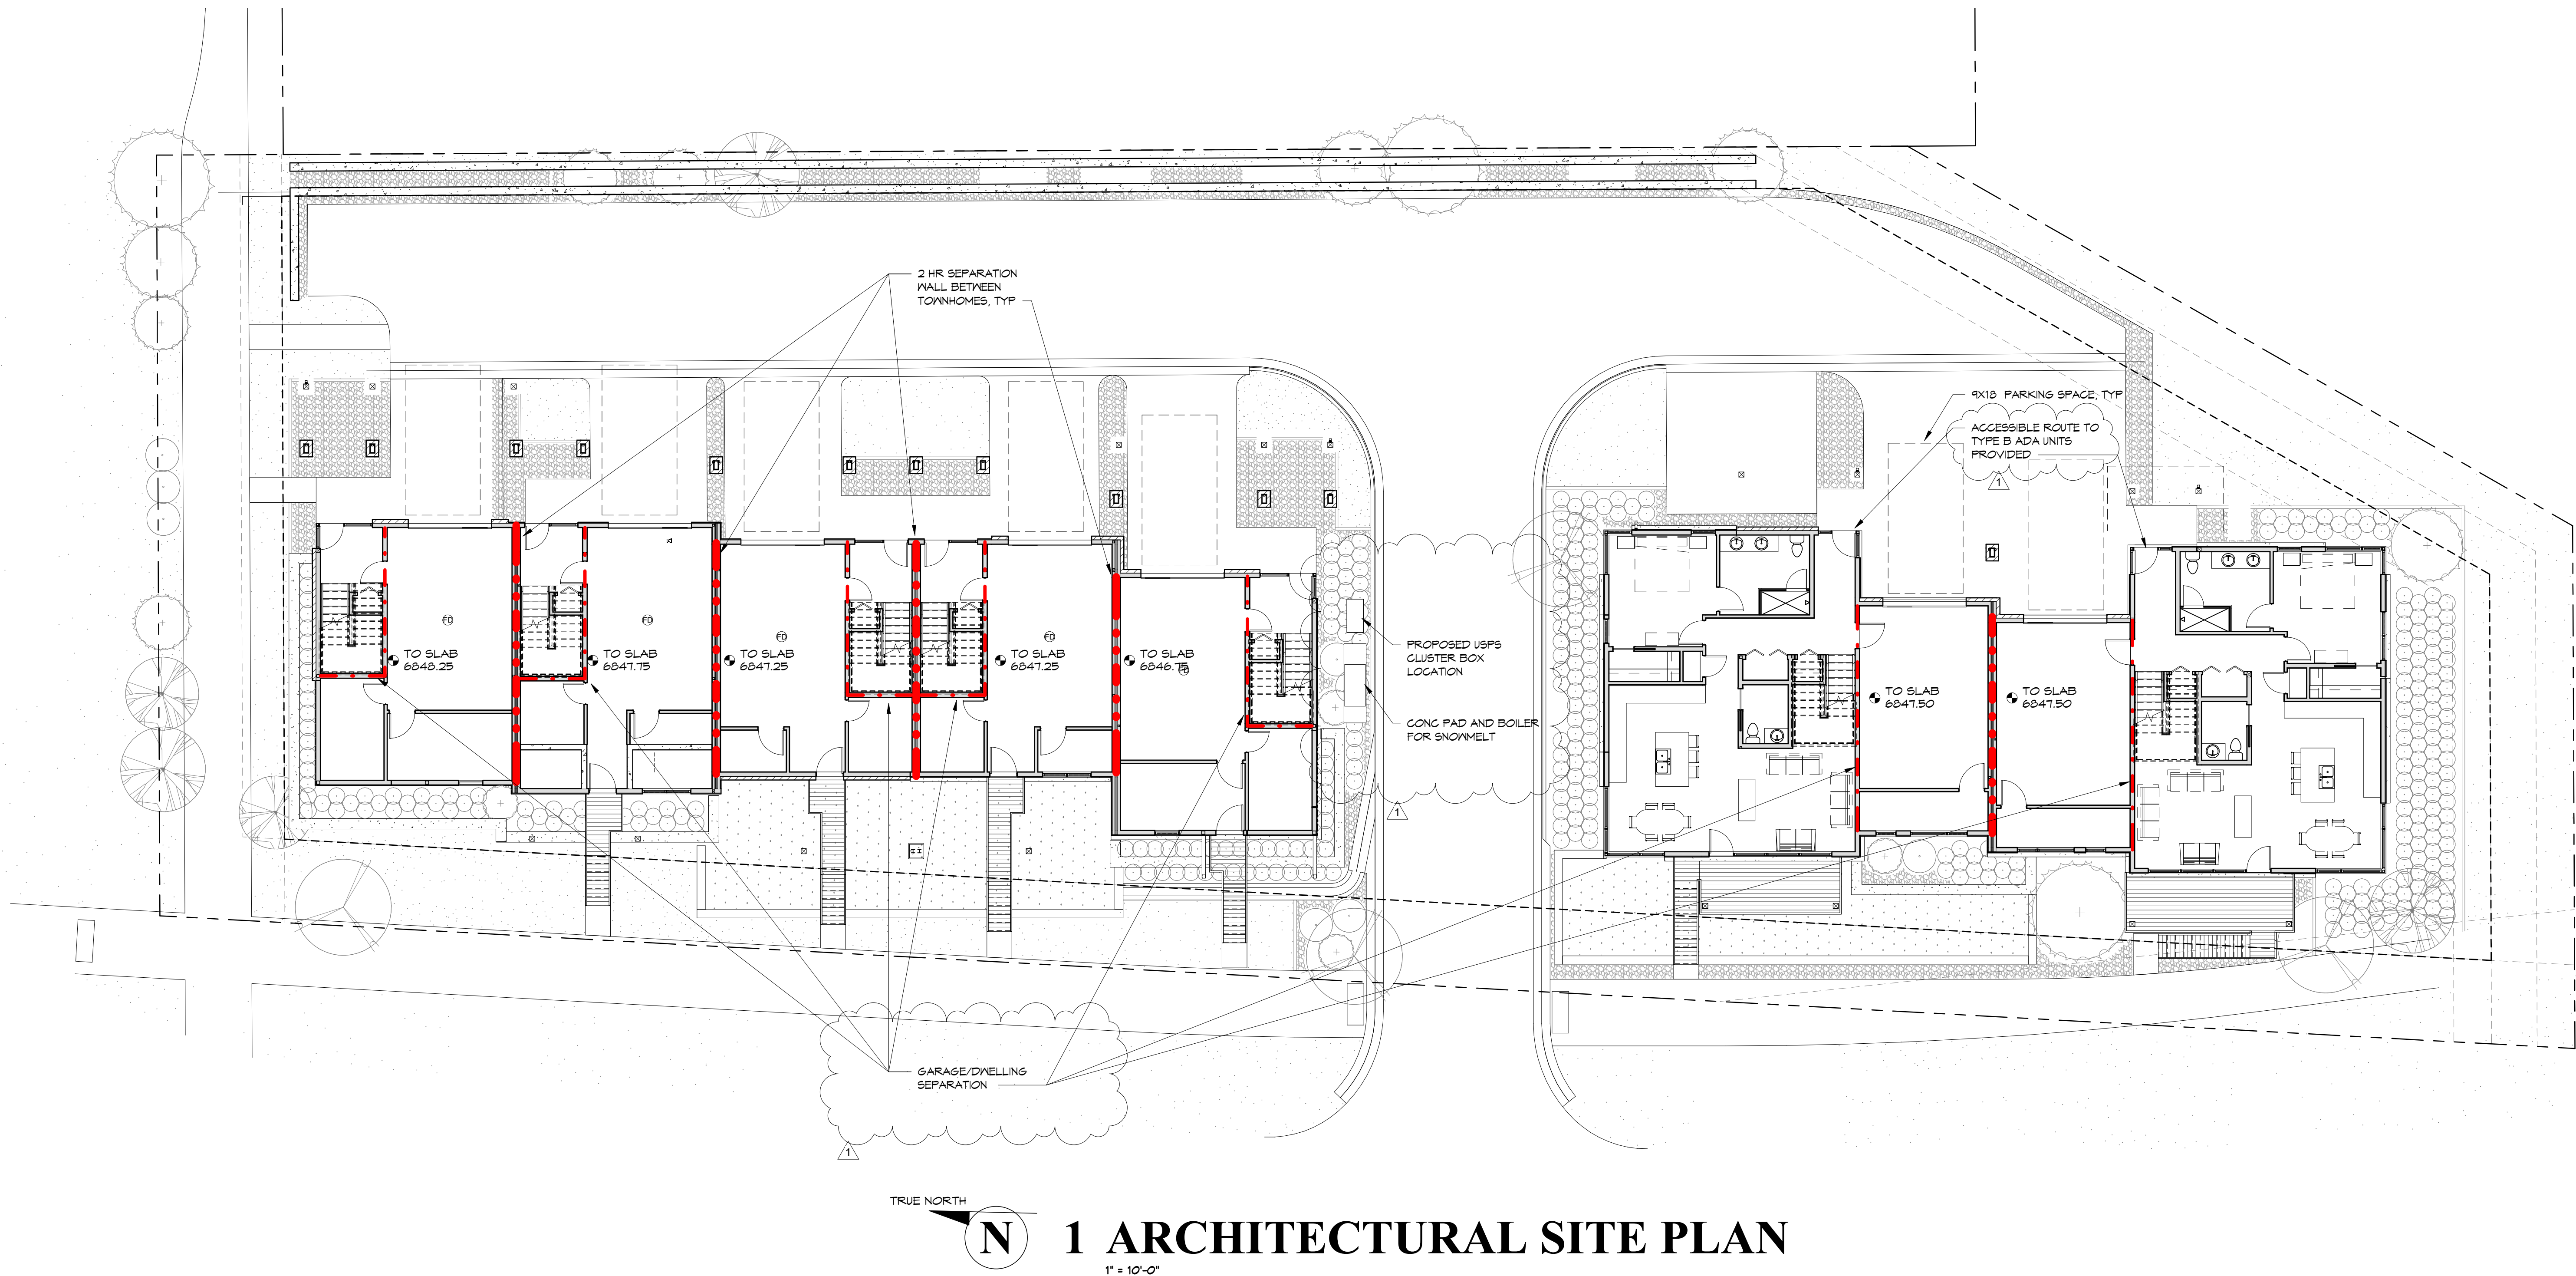 2 HR SEPARATION
WALL BETWEEN
TOWNHOMES, TYP
9X18 PARKING SPACE, TYP
ACCESSIBLE ROUTE TO
TYPE B ADA UNITS
PROVIDED
1
FD
FD
FD
FD
FD
TO SLAB
6848.25
TO SLAB
6847.75
TO SLAB
6847.25
TO SLAB
6847.25
TO SLAB
6846.75
PROPOSED USPS
CLUSTER BOX
LOCATION
TO SLAB
6847.50
TO SLAB
6847.50
CONC PAD AND BOILER
FOR SNOWMELT
1
GARAGE/DWELLING
SEPARATION
1
TRUE NORTH
N
1 ARCHITECTURAL SITE PLAN
1" = 10'-0"